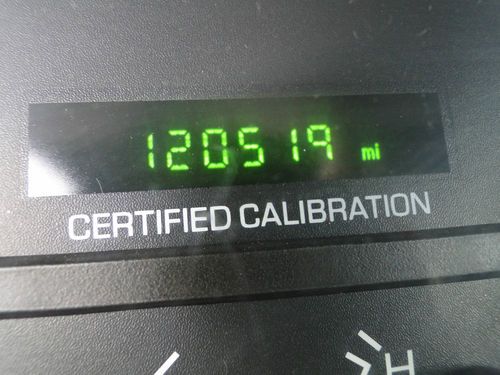 120519 mi
CERTIFIED CALIBRATION
H